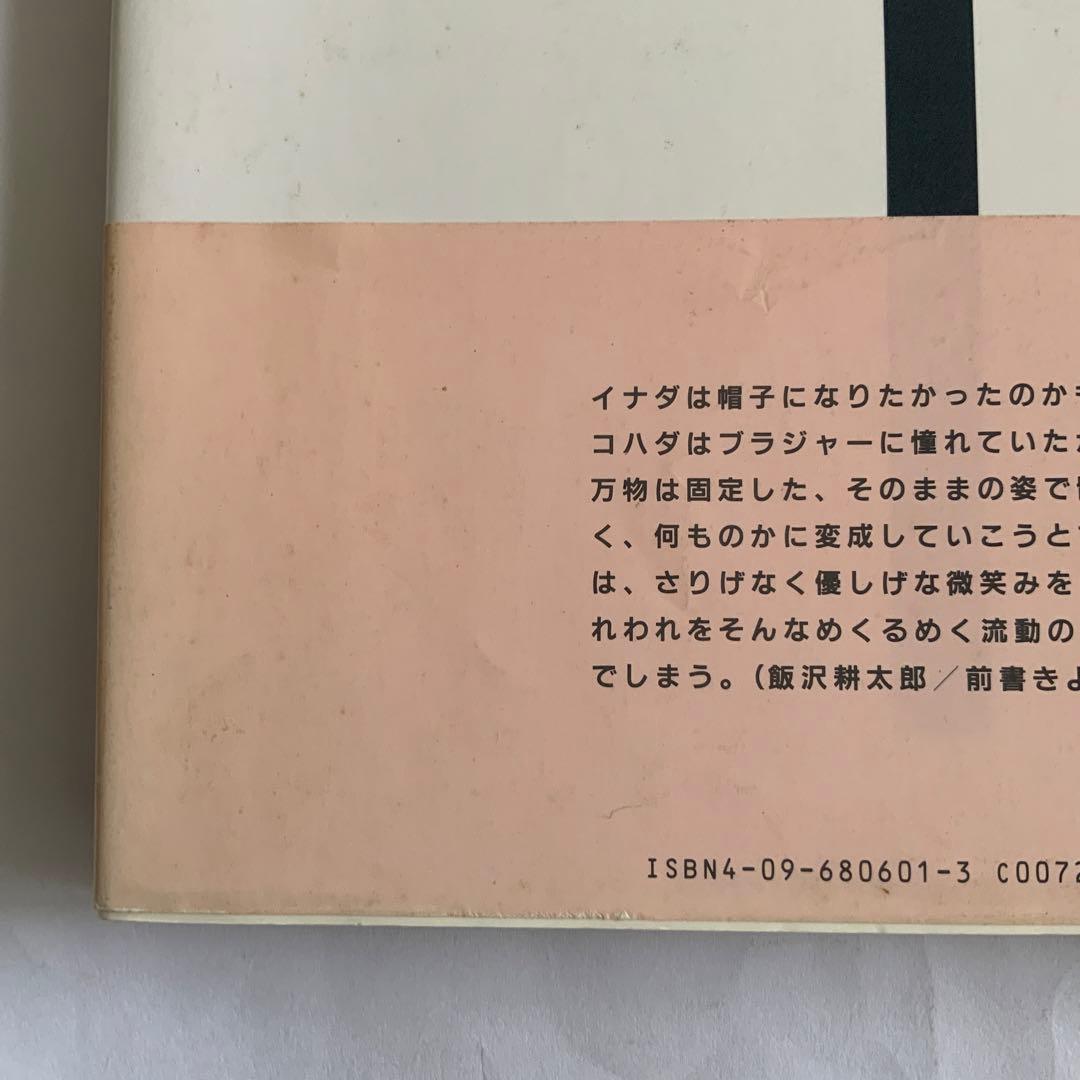 イナダは帽子になりたかったのか
コハダはブラジャーに憧れていた
万物は固定した、そのままの姿で
く、何ものかに変成していこうと
は、さりげなく優しげな微笑みを
れわれをそんなめくるめく流動の
でしまう。(飯沢耕太郎／前書きよ
ISBN4-09-680601-3 C0072